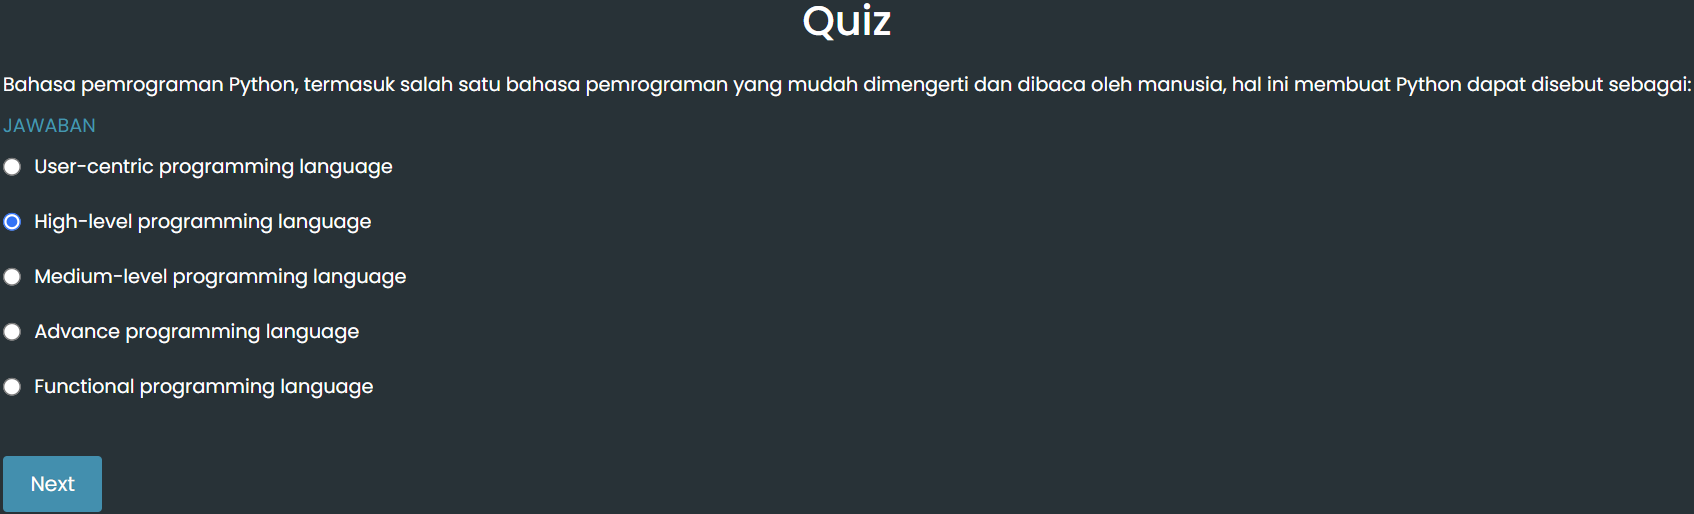 Quiz
Bahasa pemrograman Python, termasuk salah satu bahasa pemrograman yang mudah dimengerti dan dibaca oleh manusia, hal ini membuat Python dapat disebut sebagai:
JAWABAN
User-centric programming language
High-level programming language
Medium-level programming language
Advance programming language
Functional programming language
Next